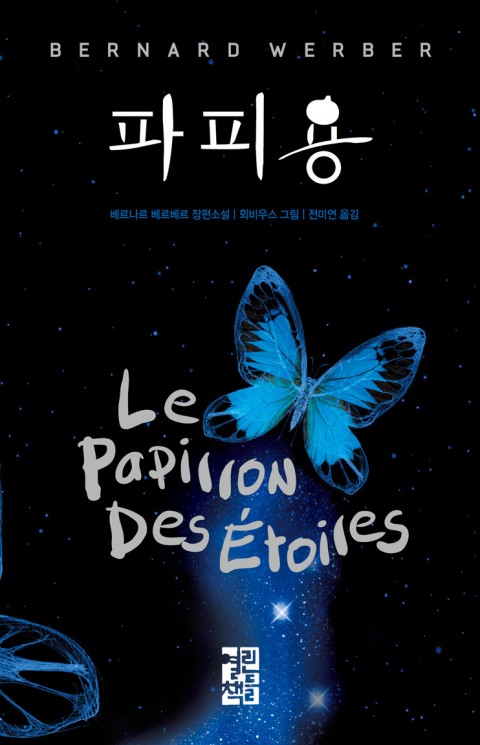 BERNARD WERBER
파피용
베르나르 베르베르 장편소설 | 뫼비우스 그림 | 전미연 옮김
Le
Papillon
Des Étoiles
열린
책들